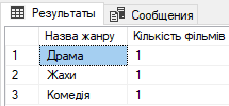 Результаты Сообщения
Назва жанру Кількість фільмів
1 Драма 1
2 Жахи 1
3 Комедія 1